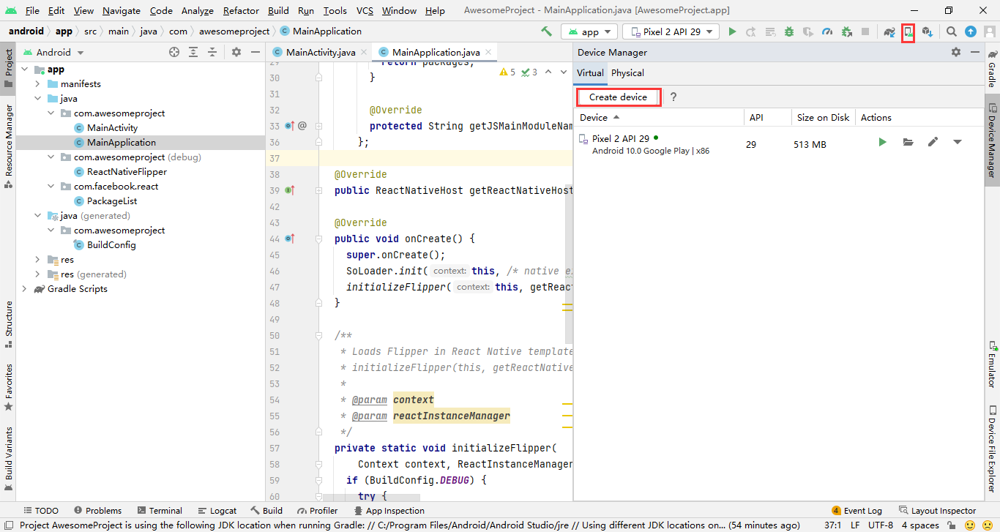 File Edit View Navigate Code Analyze Refactor Build Run Tools VCS Window Help AwesomeProject - MainApplication.java [AwesomeProject.app]
android app src main java com awesomeproject MainApplication app Pixel 2 API 29
Project
Resource Manager
Structure
Favorites
Build Variants
Android
app
manifests
java
com.awesomeproject
MainActivity
MainApplication
com.awesomeproject (debug)
ReactNativeFlipper
com.facebook.react
PackageList
java (generated)
com.awesomeproject
BuildConfig
res
res (generated)
Gradle Scripts
MainActivity.java MainApplication.java
5 3
29 return packages;
30 }
31
32 @Override
33 @ protected String getJSMainModuleNam
36 };
37
38 @Override
39 public ReactNativeHost getReactNativeHost
42
43 @Override
44 public void onCreate() {
45 super.onCreate();
46 SoLoader.init( context: this, /* native e
47 initializeFlipper( context: this, getReac
48 }
49
50 /**
51 * Loads Flipper in React Native template
52 * initializeFlipper(this, getReactNative
53 *
54 * @param context
55 * @param reactInstanceManager
56 */
57 private static void initializeFlipper(
58 Context context, ReactInstanceManager
59 if (BuildConfig.DEBUG) {
60 try {
Device Manager
Virtual Physical
Create device ?
Device API Size on Disk Actions
Pixel 2 API 29
Android 10.0 Google Play | x86
29 513 MB
Gradle
Device Manager
Emulator
Device File Explorer
TODO Problems Terminal Logcat Build Profiler App Inspection 4 Event Log Layout Inspector
Project AwesomeProject is using the following JDK location when running Gradle: // C:/Program Files/Android/Android Studio/jre // Using different JDK locations on... (54 minutes ago) 37:1 LF UTF-8 4 spaces